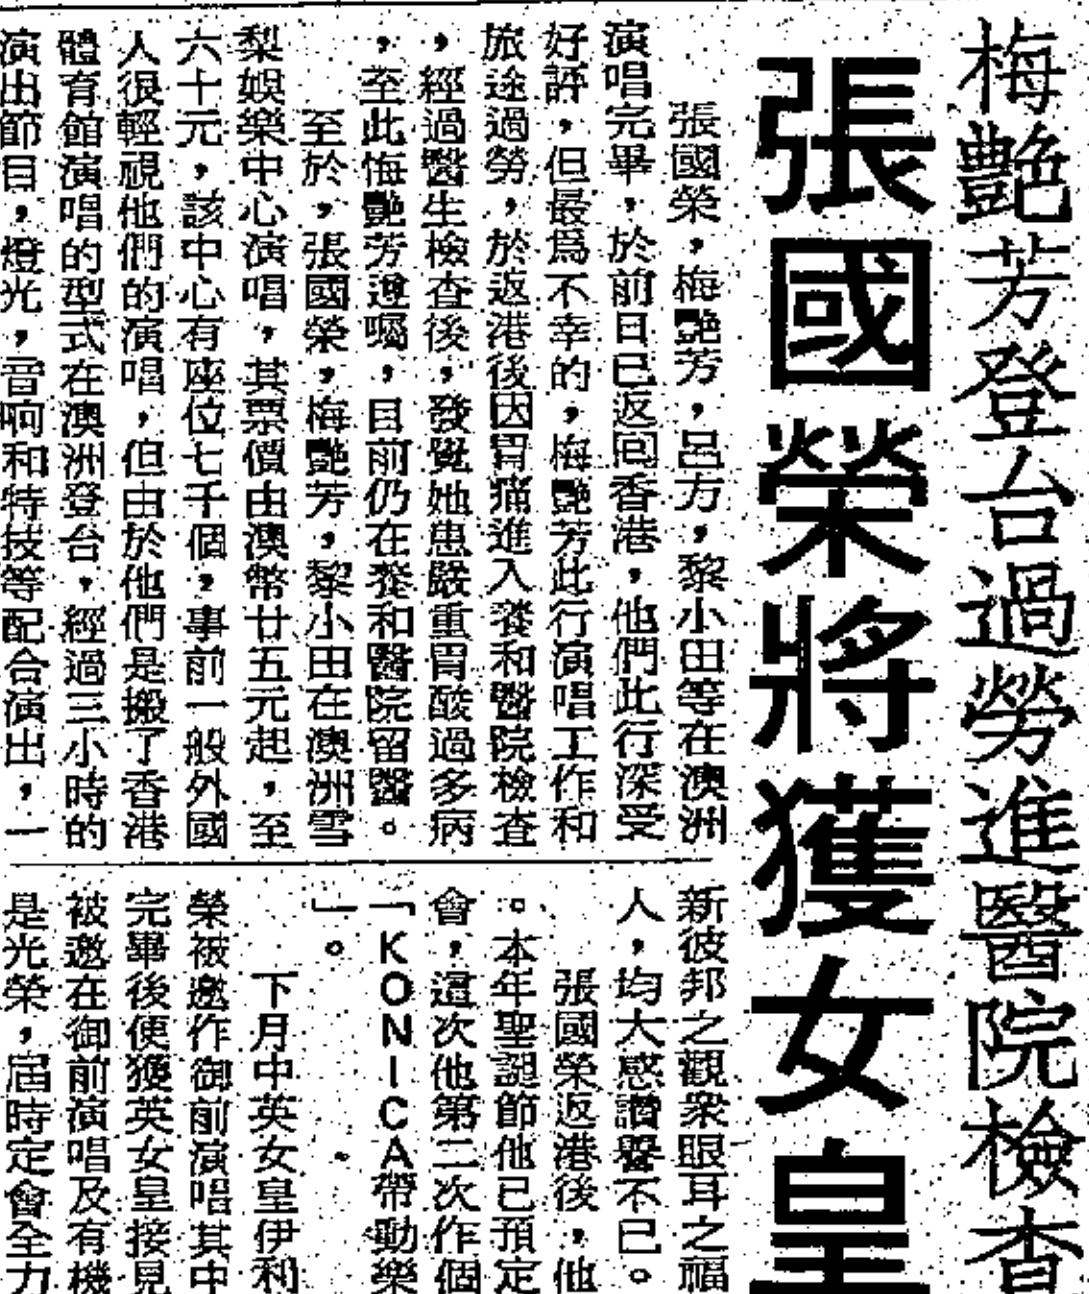 梅艷芳登台過勞進醫院檢查
張國榮將獲女皇
張國榮，梅艷芳，呂方，黎小田等在澳洲
演唱完畢，於前日已返回香港，他們此行深受
好評，但最爲不幸的，梅艷芳此行演唱工作和
旅途過勞，於返港後因胃痛進入養和醫院檢查
，經過醫生檢查後，發覺她患嚴重胃酸過多病
，至此梅艷芳遵囑，目前仍在養和醫院留醫。
至於，張國榮，梅艷芳，黎小田在澳洲雪
梨娛樂中心演唱，其票價由澳幣廿五元起，至
六十元，該中心有座位七千個，事前一般外國
人很輕視他們的演唱，但由於他們是搬了香港
體育館演唱的型式在澳洲登台，經過三小時的
演出節目，燈光，音响和特技等配合演出，一
新彼邦之觀衆眼耳之福
人，均大感讚聲不已。
張國榮返港後，他
。本年聖誕節他已預定
會，這次他第二次作個
「KONICA帶動樂
」。
下月中英女皇伊利
榮被邀作御前演唱其中
完畢後便獲英女皇接見
被邀在御前演唱及有機
是光榮，屆時定會全力